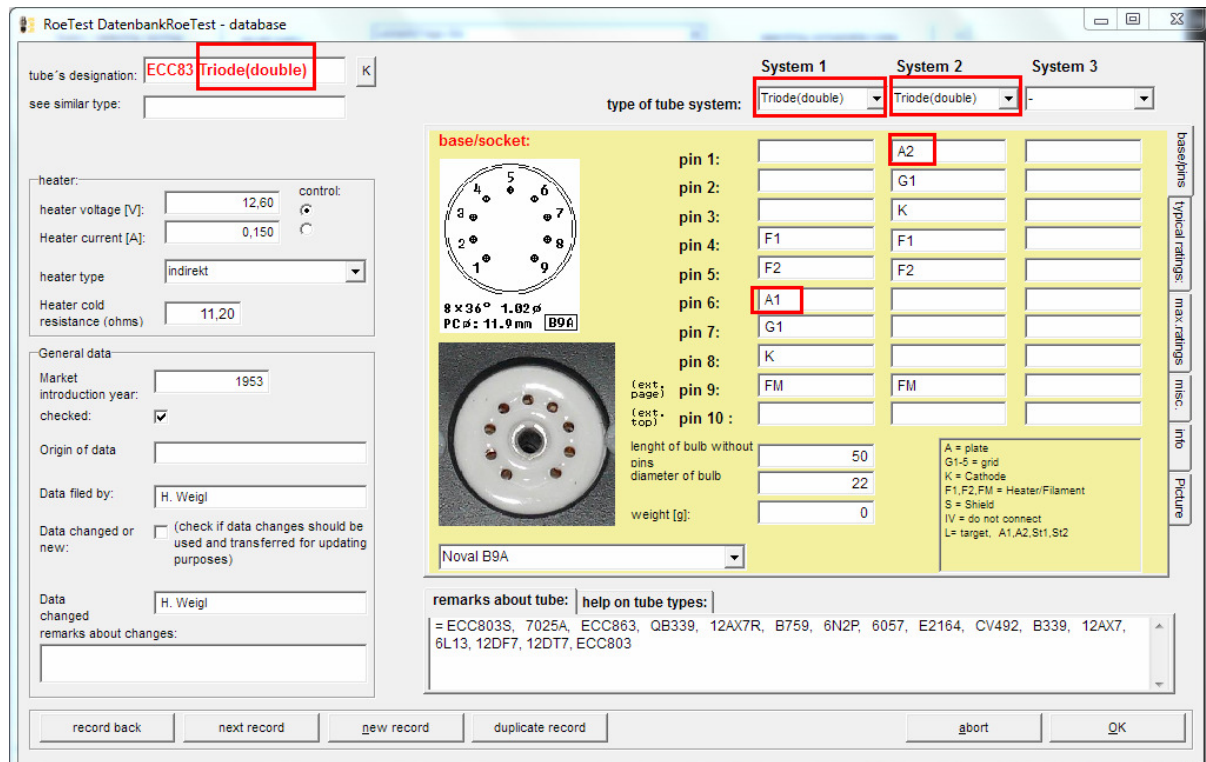 RoeTest DatenbankRoeTest - database
tube´s designation: ECC83 Triode(double) K
see similar type:
System 1 System 2 System 3
type of tube system: Triode(double) Triode(double) -
heater:
control:
heater voltage [V]: 12,60
Heater current [A]: 0,150
heater type indirekt
Heater cold
resistance (ohms) 11,20
General data
Market
introduction year: 1953
checked:
Origin of data
Data filed by: H. Weigl
Data changed or
new:
(check if data changes should be
used and transferred for updating
purposes)
Data
changed H. Weigl
remarks about changes:
base/socket:
1 2 3 4 5 6 7 8 9
8×36° 1.02ø
PCø: 11.9mm B9A
pin 1: A2
pin 2: G1
pin 3: K
pin 4: F1 F1
pin 5: F2 F2
pin 6: A1
pin 7: G1
pin 8: K
(ext. page) pin 9: FM FM
(ext. top) pin 10 :
lenght of bulb without
pins 50
diameter of bulb 22
weight [g]: 0
Noval B9A
A = plate
G1-5 = grid
K = Cathode
F1,F2,FM = Heater/Filament
S = Shield
IV = do not connect
L= target, A1,A2,St1,St2
base/pins
typical ratings:
max.ratings
misc.
info
Picture
remarks about tube: help on tube types:
= ECC803S, 7025A, ECC863, QB339, 12AX7R, B759, 6N2P, 6057, E2164, CV492, B339, 12AX7,
6L13, 12DF7, 12DT7, ECC803
record back next record new record duplicate record abort OK